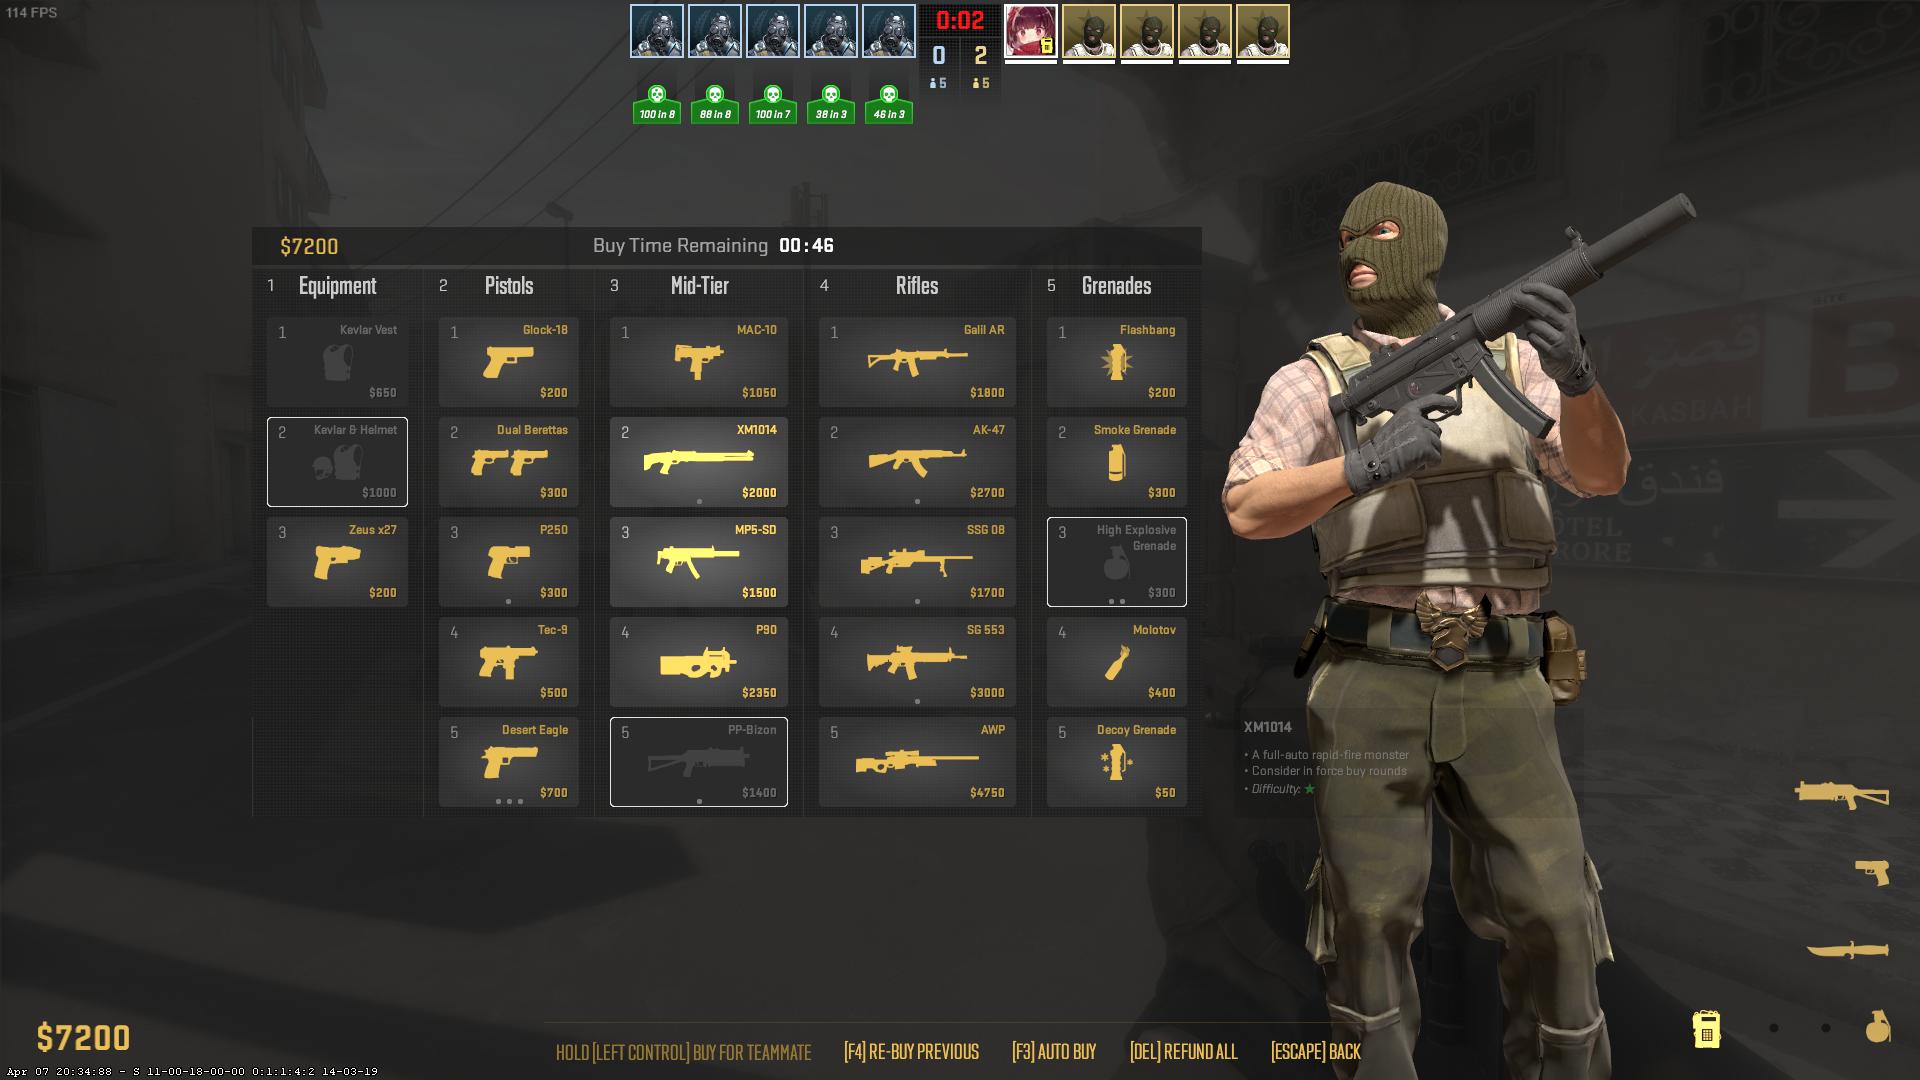 114 FPS
0:02
0 2
5 5
100 in 8 88 in 8 100 in 7 38 in 3 46 in 3
$7200 Buy Time Remaining 00:46
1 Equipment 2 Pistols 3 Mid-Tier 4 Rifles 5 Grenades
1 Kevlar Vest
$650
2 Kevlar & Helmet
$1000
3 Zeus x27
$200
1 Glock-18
$200
2 Dual Berettas
$300
3 P250
$300
4 Tec-9
$500
5 Desert Eagle
$700
1 MAC-10
$1050
2 XM1014
$2000
3 MP5-SD
$1500
4 P90
$2350
5 PP-Bizon
$1400
1 Galil AR
$1800
2 AK-47
$2700
3 SSG 08
$1700
4 SG 553
$3000
5 AWP
$4750
1 Flashbang
$200
2 Smoke Grenade
$300
3 High Explosive
Grenade
$300
4 Molotov
$400
5 Decoy Grenade
$50
SITE
B
KASBAH
XM1014
• A full-auto rapid-fire monster
• Consider in force buy rounds
• Difficulty: ★
$7200
HOLD [LEFT CONTROL] BUY FOR TEAMMATE [F4] RE-BUY PREVIOUS [F3] AUTO BUY [DEL] REFUND ALL [ESCAPE] BACK
Apr 07 20:34:88 - S 11-00-18-00-00 0:1:1:4:2 14-03-19